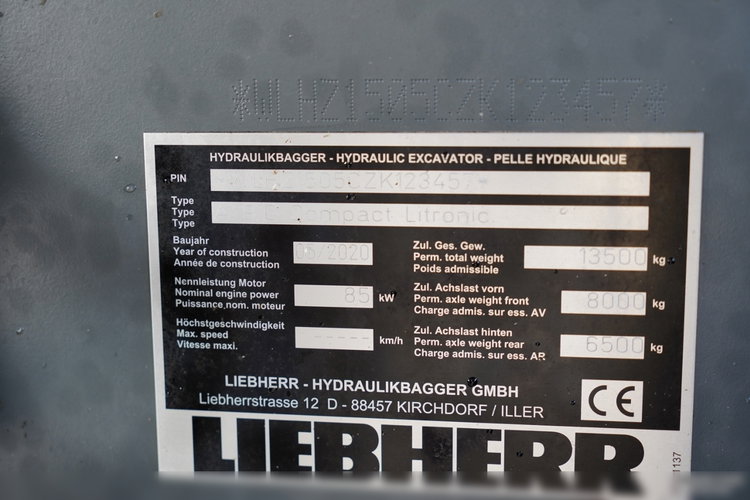 *WLHZ1505CZK123457*
HYDRAULIKBAGGER - HYDRAULIC EXCAVATOR - PELLE HYDRAULIQUE
PIN 505CZK123457*
Type
Type Compact Litronic
Type
Baujahr
Year of construction 05/2020
Année de construction
Zul. Ges. Gew.
Perm. total weight 13500 kg
Poids admissible
Nennleistung Motor
Nominal engine power 85 kW
Puissance nom. moteur
Zul. Achslast vorn
Perm. axle weight front 8000 kg
Charge admis. sur ess. AV
Höchstgeschwindigkeit
Max. speed ---- km/h
Vitesse maxi.
Zul. Achslast hinten
Perm. axle weight rear 6500 kg
Charge admis. sur ess. AR
LIEBHERR - HYDRAULIKBAGGER GMBH
Liebherrstrasse 12 D - 88457 KIRCHDORF / ILLER
CE
LIEBHERR
1137